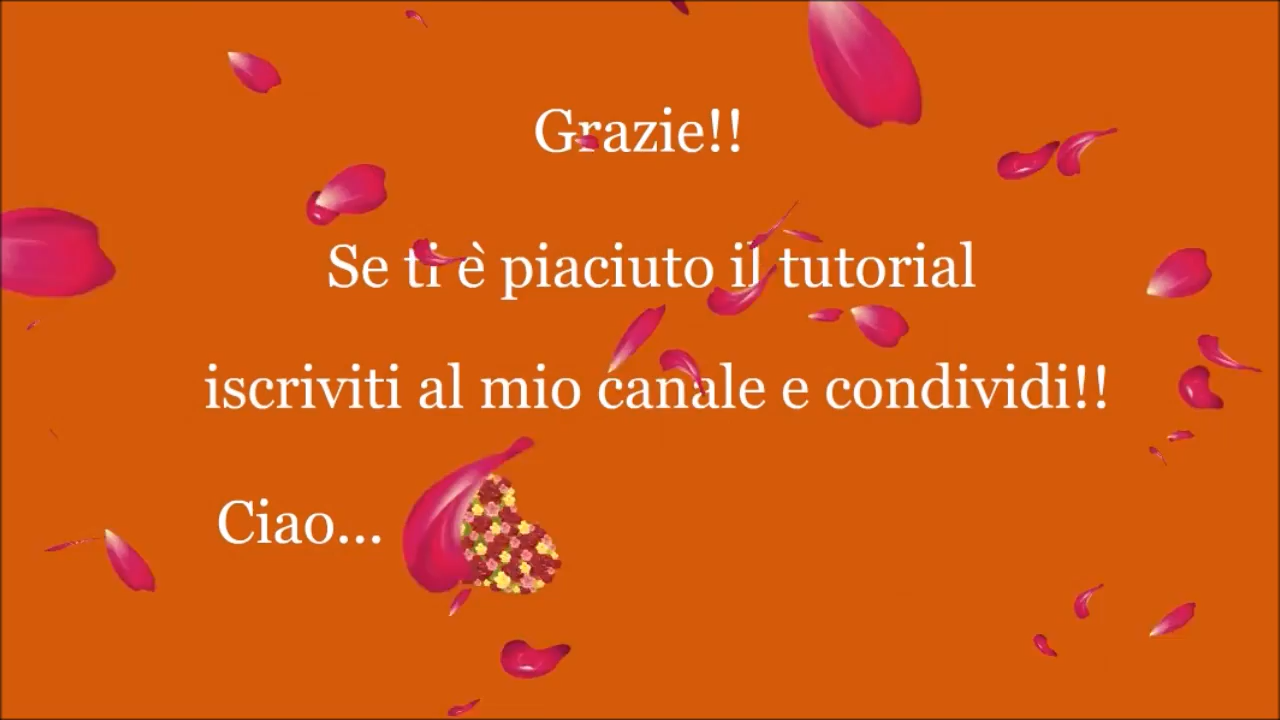 Grazie!!
Se ti è piaciuto il tutorial
iscriviti al mio canale e condividi!!
Ciao...